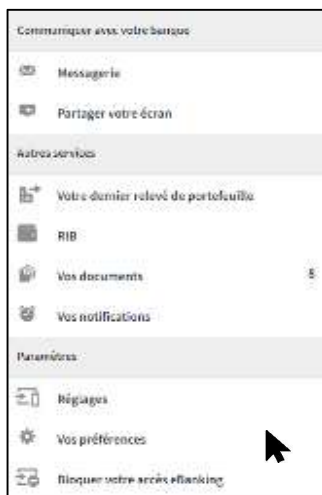 Communiquer avec votre banque
Messagerie
Partager votre écran
Autres services
Votre dernier relevé de portefeuille
RIB
Vos documents
Vos notifications
Paramètres
Réglages
Vos préférences
Bloquer votre accès eBanking